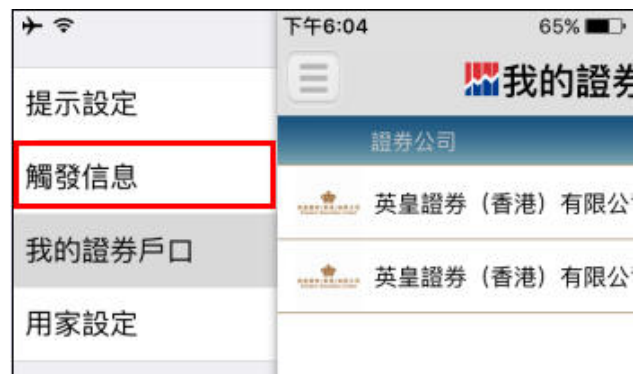 下午6:04 65%
提示設定
觸發信息
我的證券戶口
用家設定
我的證券
證券公司
英皇證券（香港）有限公
英皇證券（香港）有限公